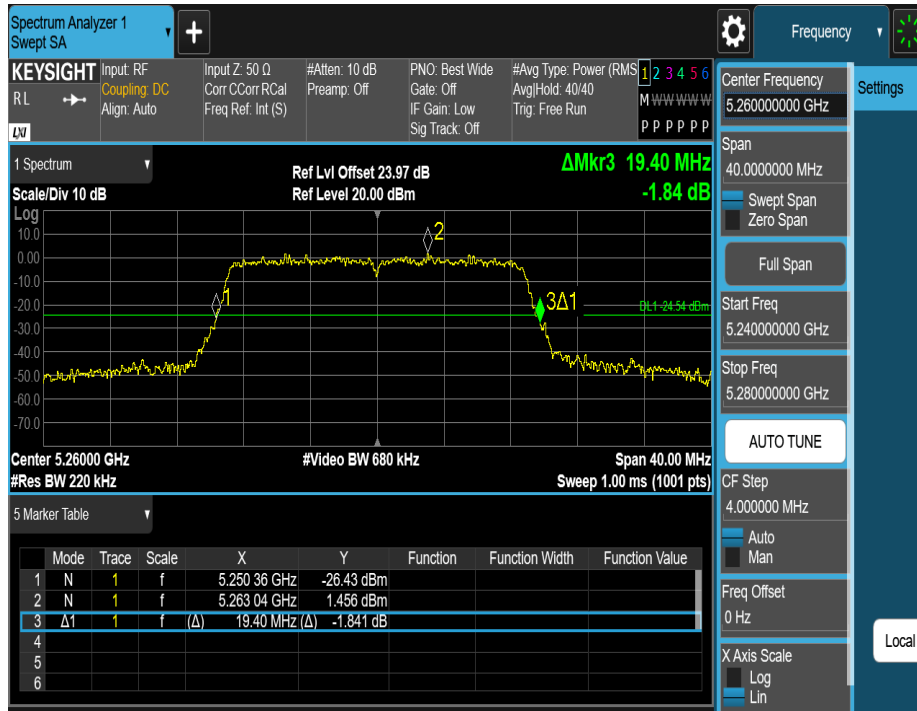 Spectrum Analyzer 1
Swept SA
+
Frequency
KEYSIGHT
RL
LXI
Input: RF
Coupling: DC
Align: Auto
Input Z: 50 Ω
Corr CCorr RCal
Freq Ref: Int (S)
#Atten: 10 dB
Preamp: Off
PNO: Best Wide
Gate: Off
IF Gain: Low
Sig Track: Off
#Avg Type: Power (RMS
Avg|Hold: 40/40
Trig: Free Run
1 2 3 4 5 6
M W W W W W
P P P P P P
1 Spectrum
Scale/Div 10 dB
Ref Lvl Offset 23.97 dB
Ref Level 20.00 dBm
ΔMkr3 19.40 MHz
-1.84 dB
Log
10.0
0.00
-10.0
-20.0
-30.0
-40.0
-50.0
-60.0
-70.0
1
2
3Δ1
DL1 -24.54 dBm
Center 5.26000 GHz
#Video BW 680 kHz
Span 40.00 MHz
#Res BW 220 kHz
Sweep 1.00 ms (1001 pts)
5 Marker Table
Mode Trace Scale X Y Function Function Width Function Value
1 N 1 f 5.250 36 GHz -26.43 dBm
2 N 1 f 5.263 04 GHz 1.456 dBm
3 Δ1 1 f (Δ) 19.40 MHz (Δ) -1.841 dB
4
5
6
Center Frequency
5.260000000 GHz
Span
40.0000000 MHz
Swept Span
Zero Span
Full Span
Start Freq
5.240000000 GHz
Stop Freq
5.280000000 GHz
AUTO TUNE
CF Step
4.000000 MHz
Auto
Man
Freq Offset
0 Hz
X Axis Scale
Log
Lin
Settings
Local